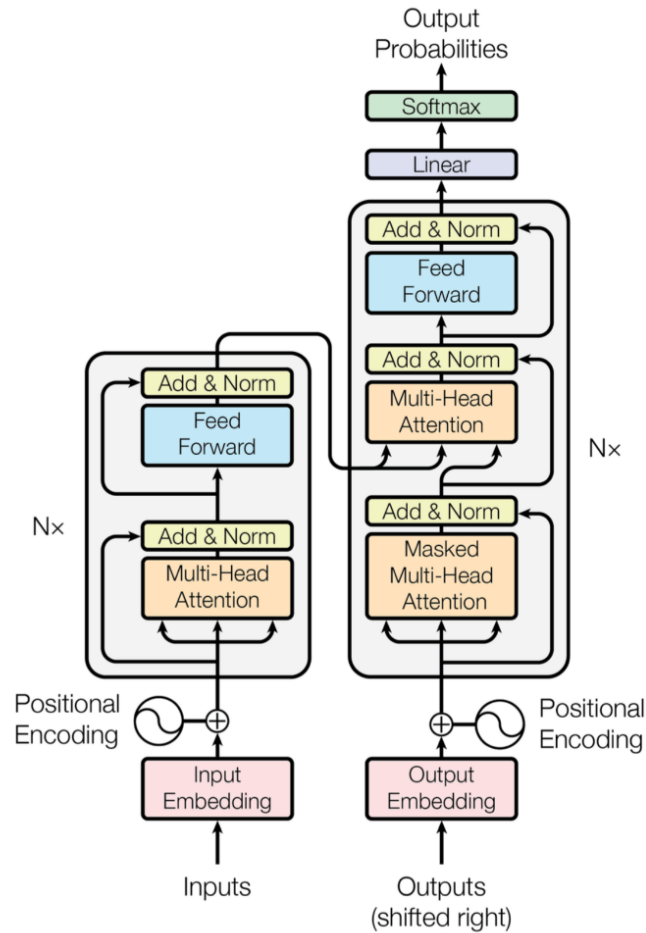 Output
Probabilities
Softmax
Linear
Add & Norm
Feed
Forward
Add & Norm
Multi-Head
Attention
Nx
Add & Norm
Masked
Multi-Head
Attention
Add & Norm
Feed
Forward
Nx
Add & Norm
Multi-Head
Attention
Positional
Encoding
Positional
Encoding
Input
Embedding
Output
Embedding
Inputs
Outputs
(shifted right)